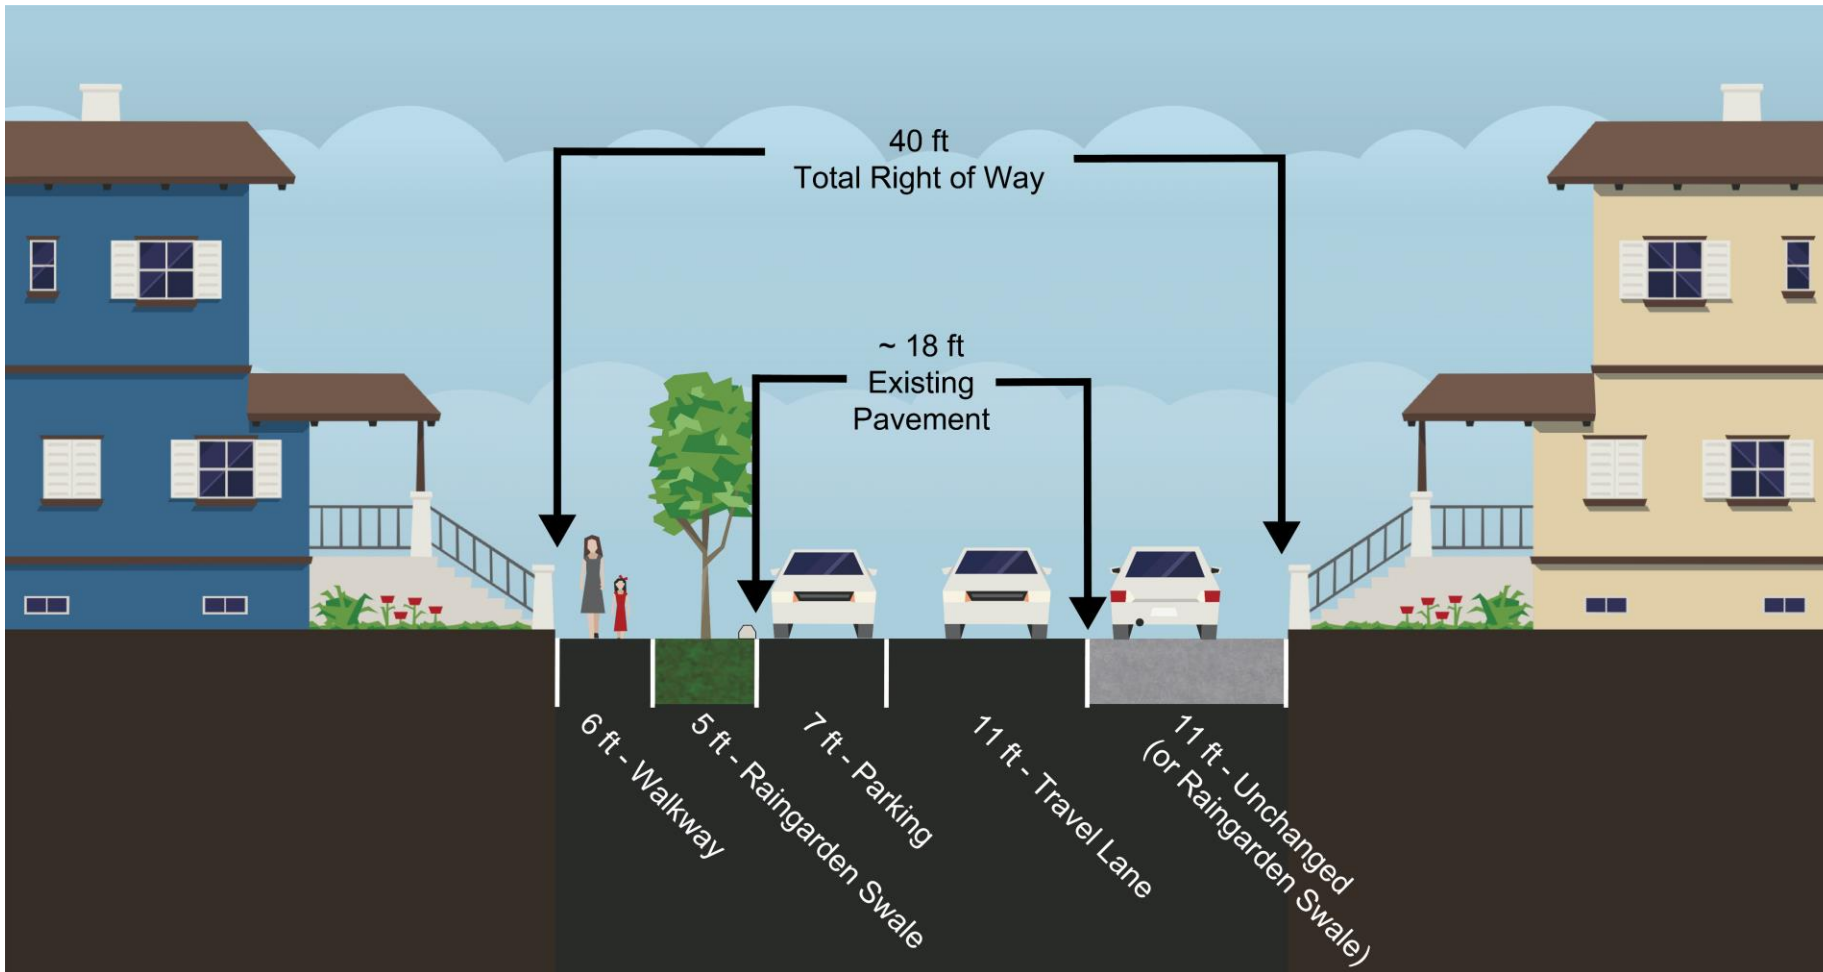 40 ft
Total Right of Way
~ 18 ft
Existing
Pavement
6 ft - Walkway
5 ft - Raingarden Swale
7 ft - Parking
11 ft - Travel Lane
11 ft - Unchanged
(or Raingarden Swale)